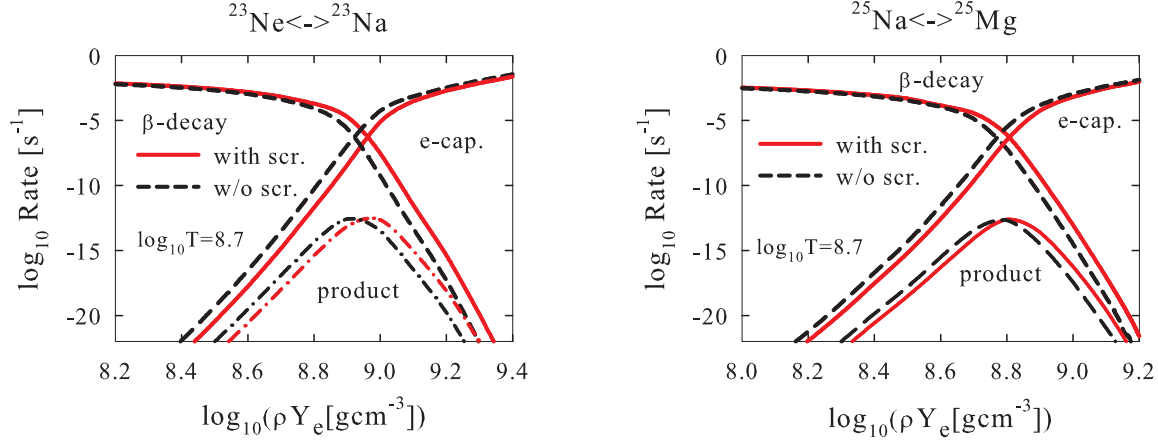 ²³Ne<->²³Na
log₁₀ Rate [s⁻¹]
0
-5
-10
-15
-20
β-decay
with scr.
w/o scr.
e-cap.
log₁₀T=8.7
product
8.2 8.4 8.6 8.8 9.0 9.2 9.4
log₁₀(ρYₑ[gcm⁻³])
²⁵Na<->²⁵Mg
log₁₀ Rate [s⁻¹]
0
-5
-10
-15
-20
β-decay
e-cap.
with scr.
w/o scr.
log₁₀T=8.7
product
8.0 8.2 8.4 8.6 8.8 9.0 9.2
log₁₀(ρYₑ[gcm⁻³])